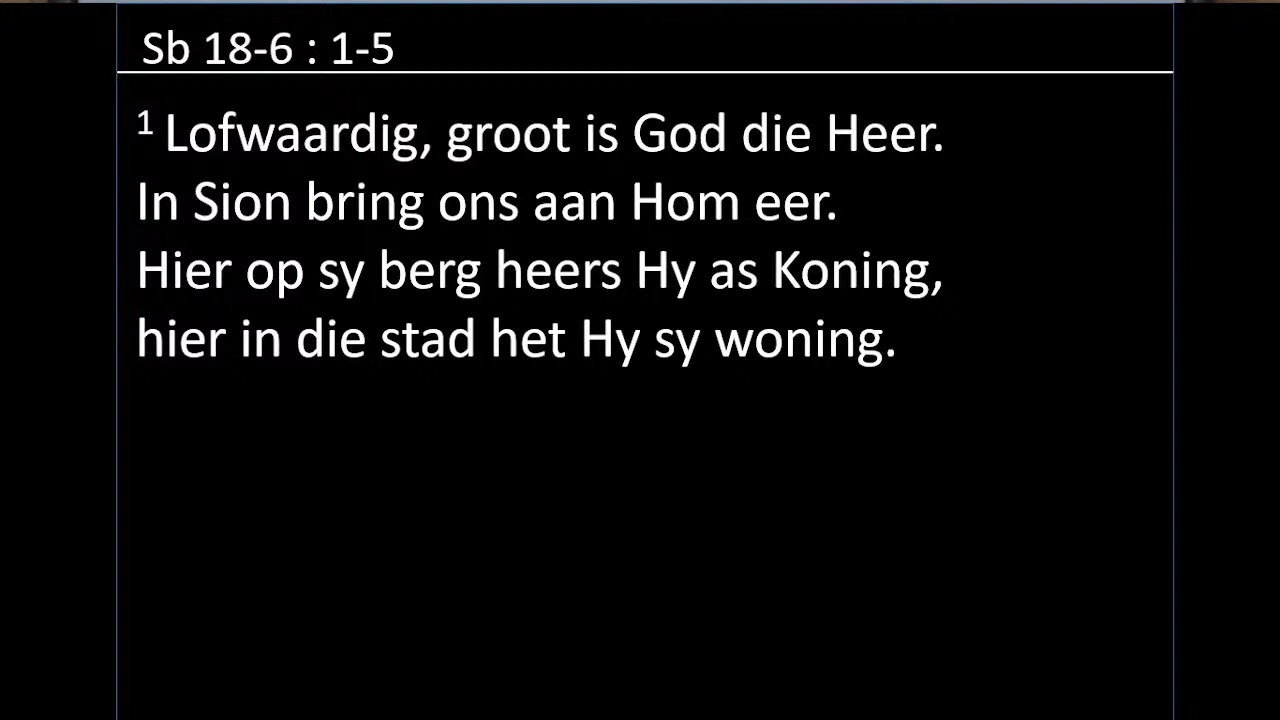 Sb 18-6 : 1-5
1 Lofwaardig, groot is God die Heer.
In Sion bring ons aan Hom eer.
Hier op sy berg heers Hy as Koning,
hier in die stad het Hy sy woning.